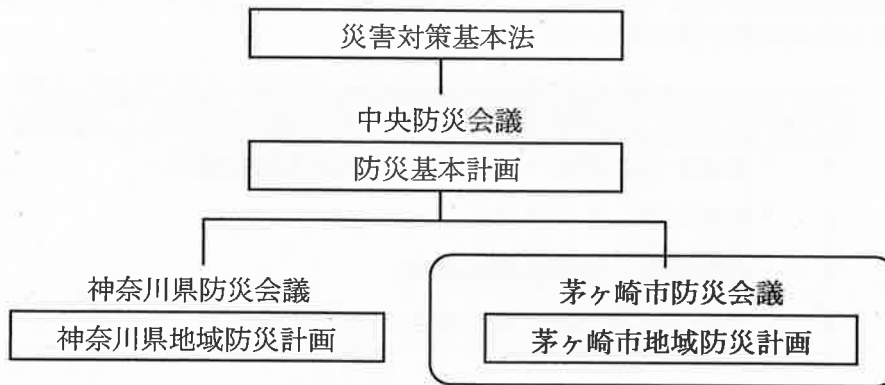 災害対策基本法
中央防災会議
防災基本計画
神奈川県防災会議
神奈川県地域防災計画
茅ヶ崎市防災会議
茅ヶ崎市地域防災計画